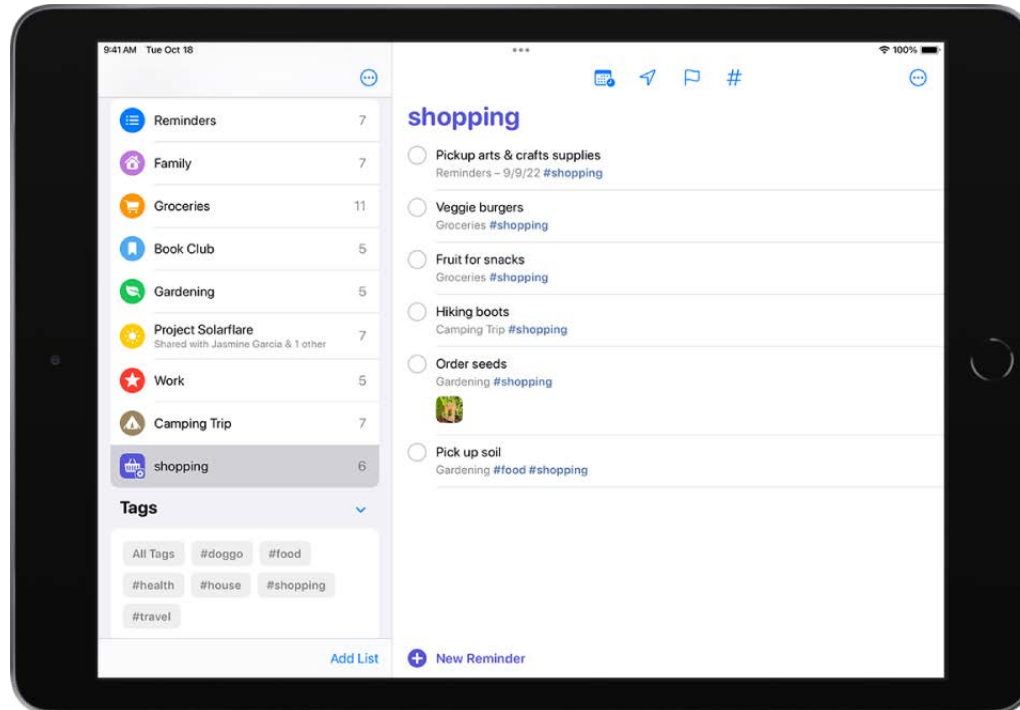 9:41 AM Tue Oct 18
100%
Reminders 7
Family 7
Groceries 11
Book Club 5
Gardening 5
Project Solarflare 7
Shared with Jasmine Garcia & 1 other
Work 5
Camping Trip 7
shopping 6
Tags
All Tags #doggo #food
#health #house #shopping
#travel
Add List
#
shopping
Pickup arts & crafts supplies
Reminders – 9/9/22 #shopping
Veggie burgers
Groceries #shopping
Fruit for snacks
Groceries #shopping
Hiking boots
Camping Trip #shopping
Order seeds
Gardening #shopping
Pick up soil
Gardening #food #shopping
New Reminder